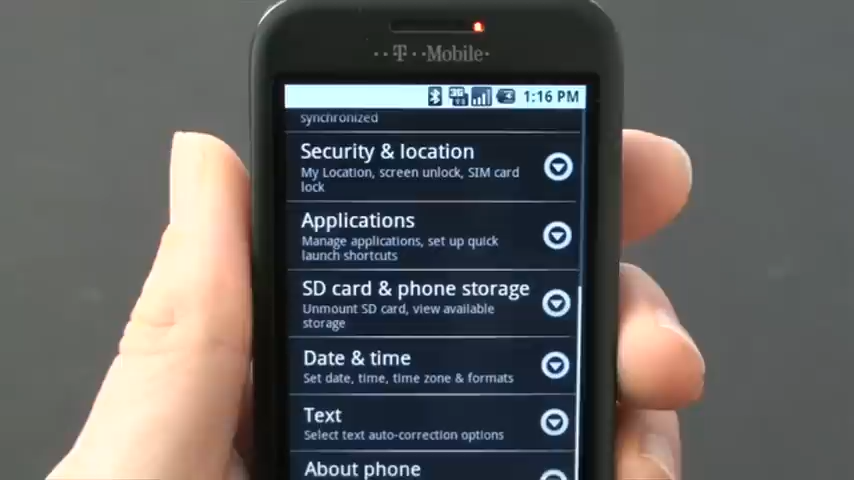 T Mobile
3G 1:16 PM
synchronized
Security & location
My Location, screen unlock, SIM card
lock
Applications
Manage applications, set up quick
launch shortcuts
SD card & phone storage
Unmount SD card, view available
storage
Date & time
Set date, time, time zone & formats
Text
Select text auto-correction options
About phone